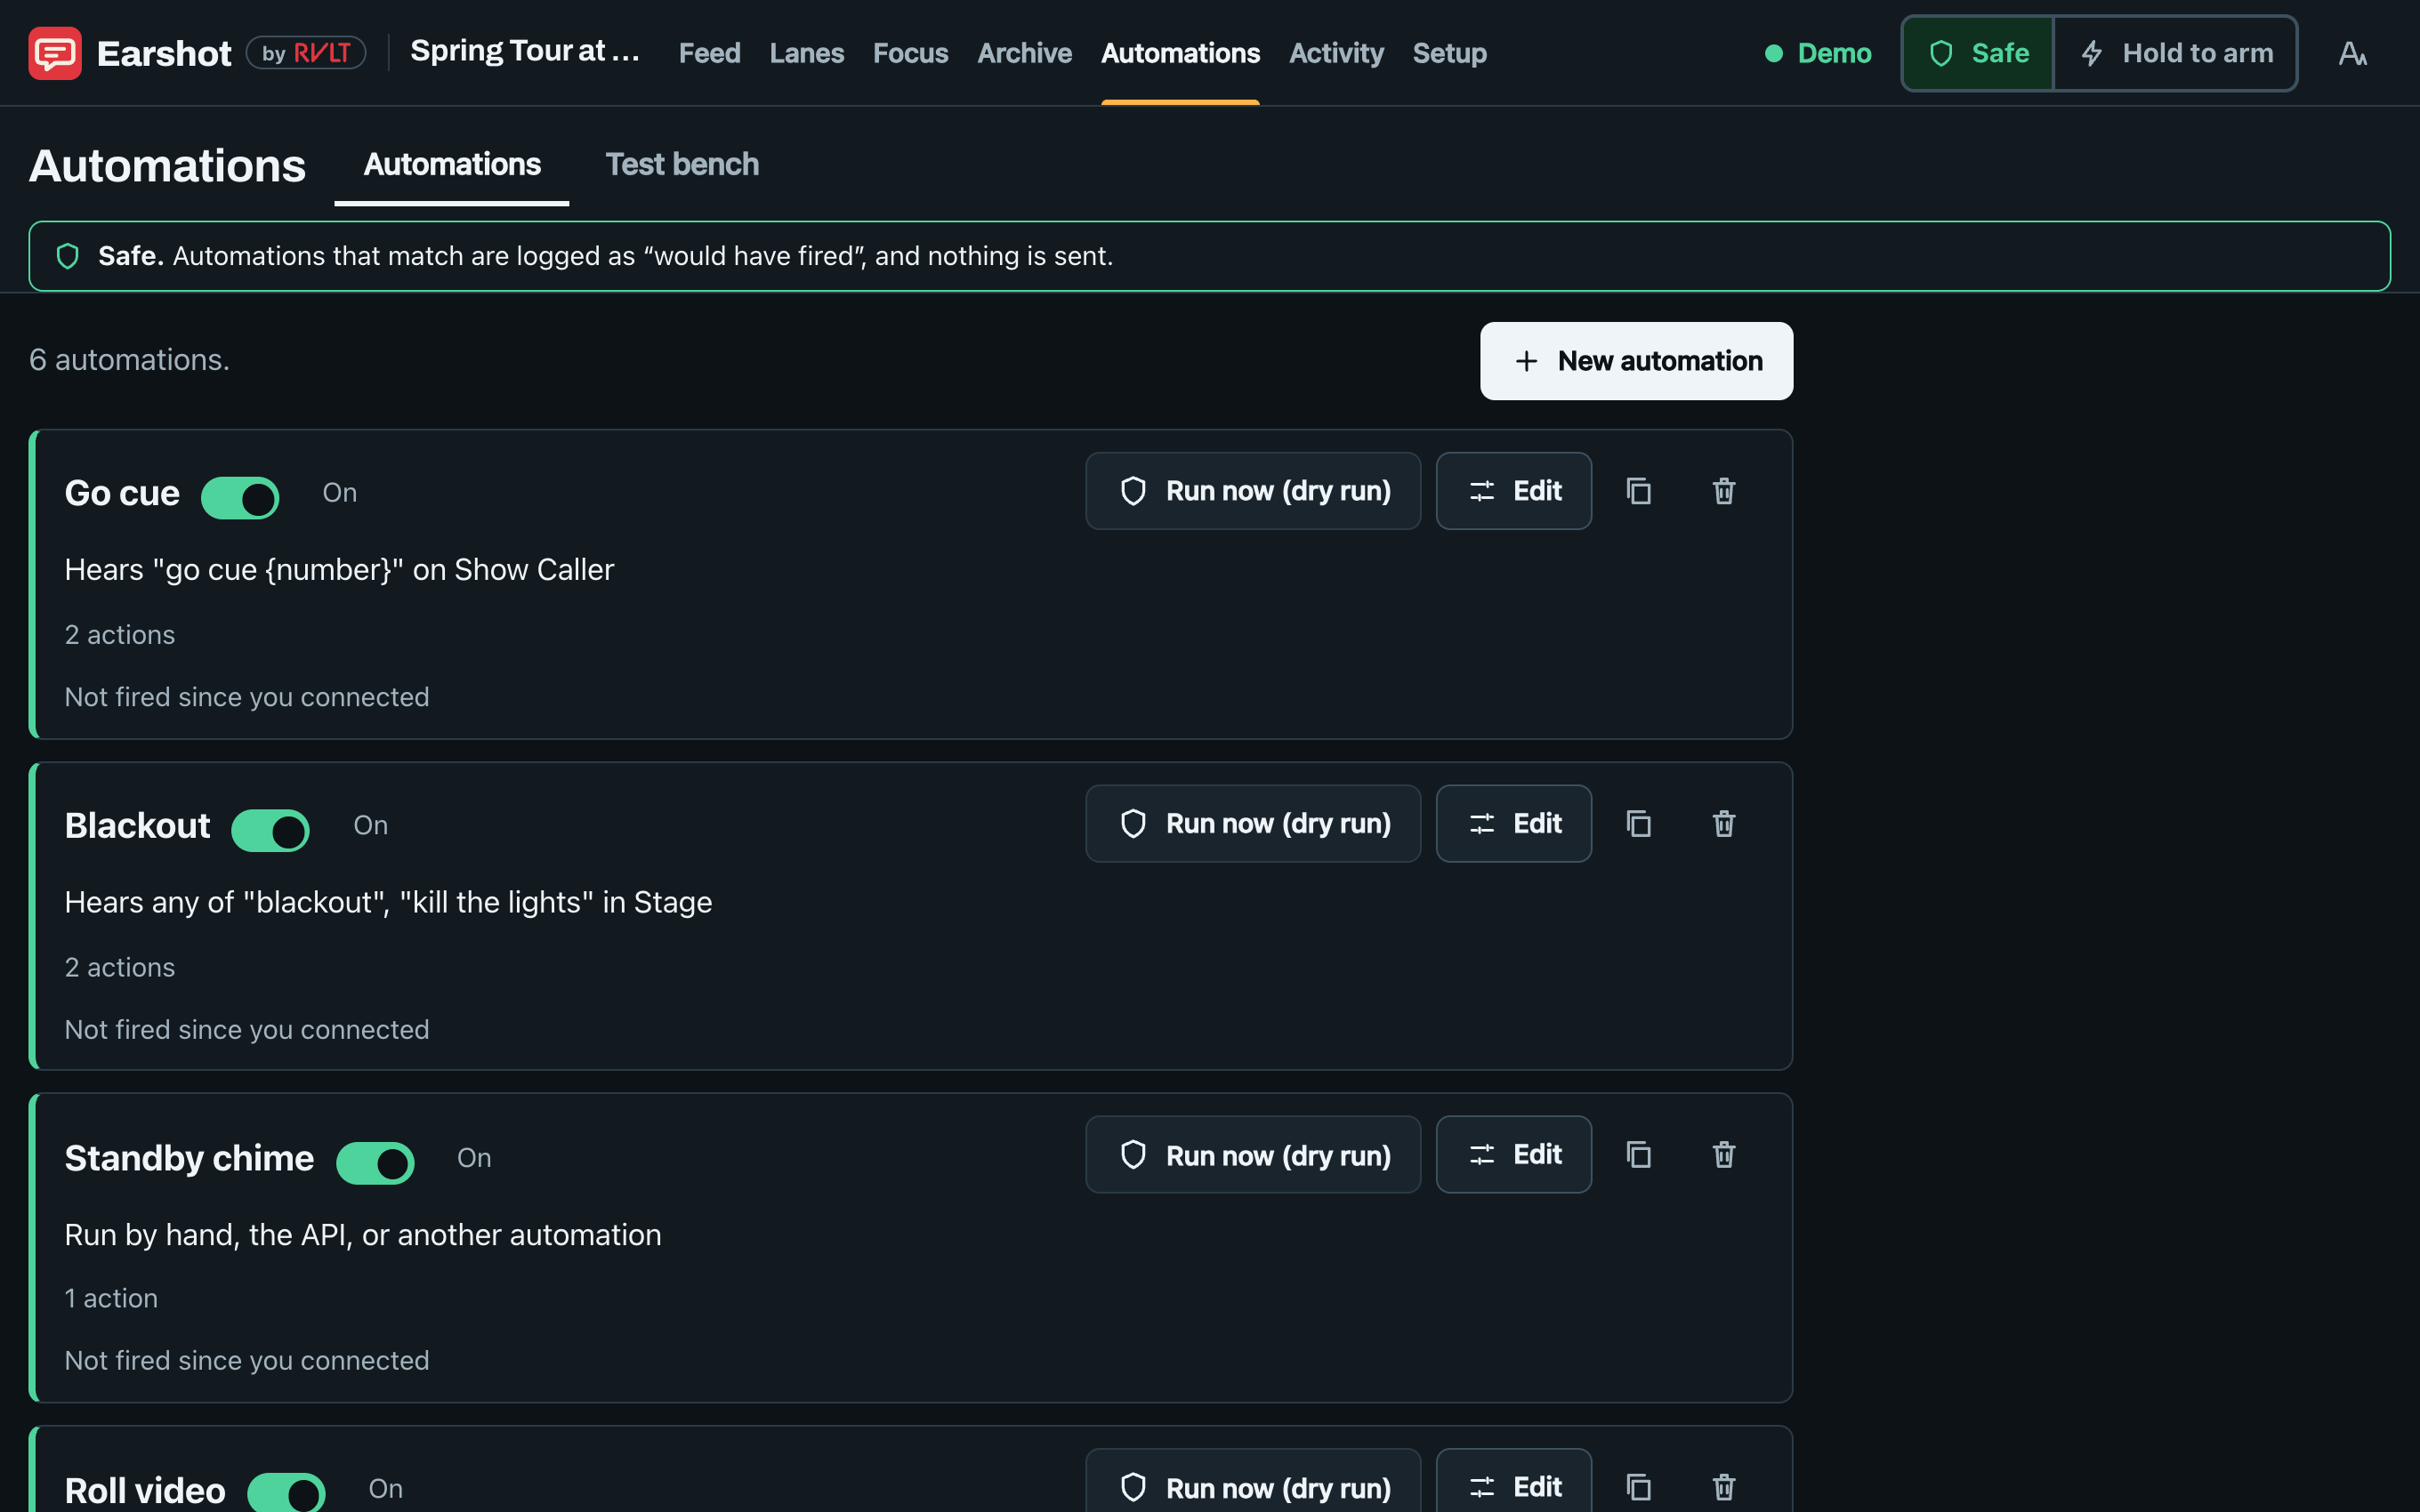 Earshot by RVLT Spring Tour at ... Feed Lanes Focus Archive Automations Activity Setup Demo Safe Hold to arm
Automations Automations Test bench
Safe. Automations that match are logged as “would have fired”, and nothing is sent.
6 automations. New automation
Go cue On Run now (dry run) Edit
Hears "go cue {number}" on Show Caller
2 actions
Not fired since you connected
Blackout On Run now (dry run) Edit
Hears any of "blackout", "kill the lights" in Stage
2 actions
Not fired since you connected
Standby chime On Run now (dry run) Edit
Run by hand, the API, or another automation
1 action
Not fired since you connected
Roll video On Run now (dry run) Edit